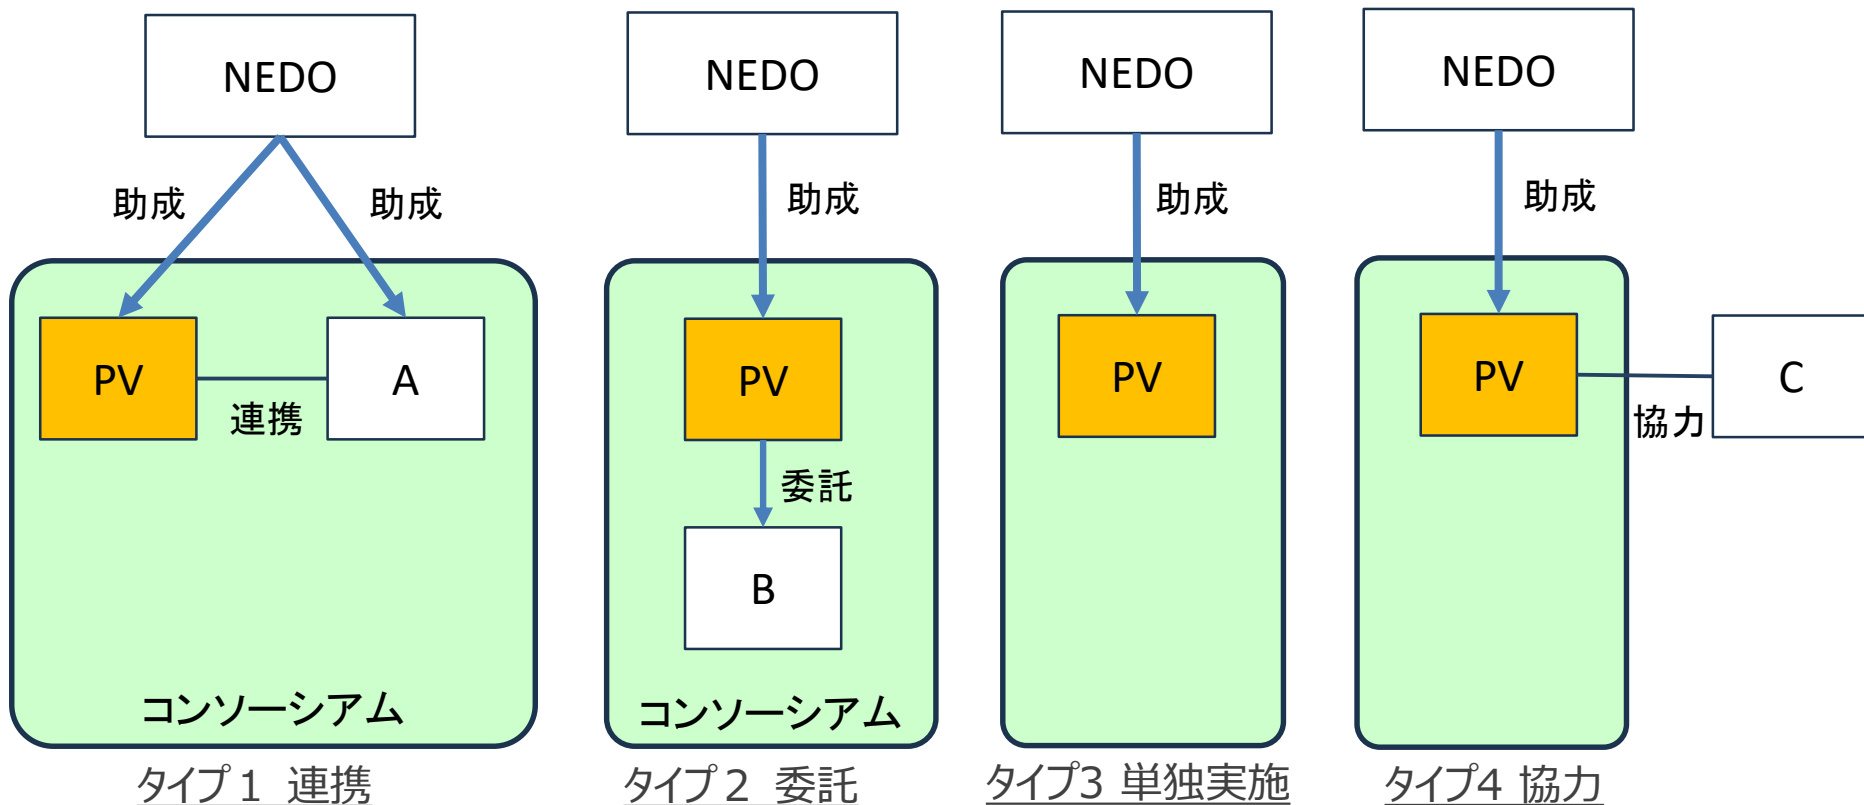 NEDO
助成
助成
PV
A
連携
コンソーシアム
タイプ1 連携
NEDO
助成
PV
委託
B
コンソーシアム
タイプ2 委託
NEDO
助成
PV
タイプ3 単独実施
NEDO
助成
PV
協力
C
タイプ4 協力